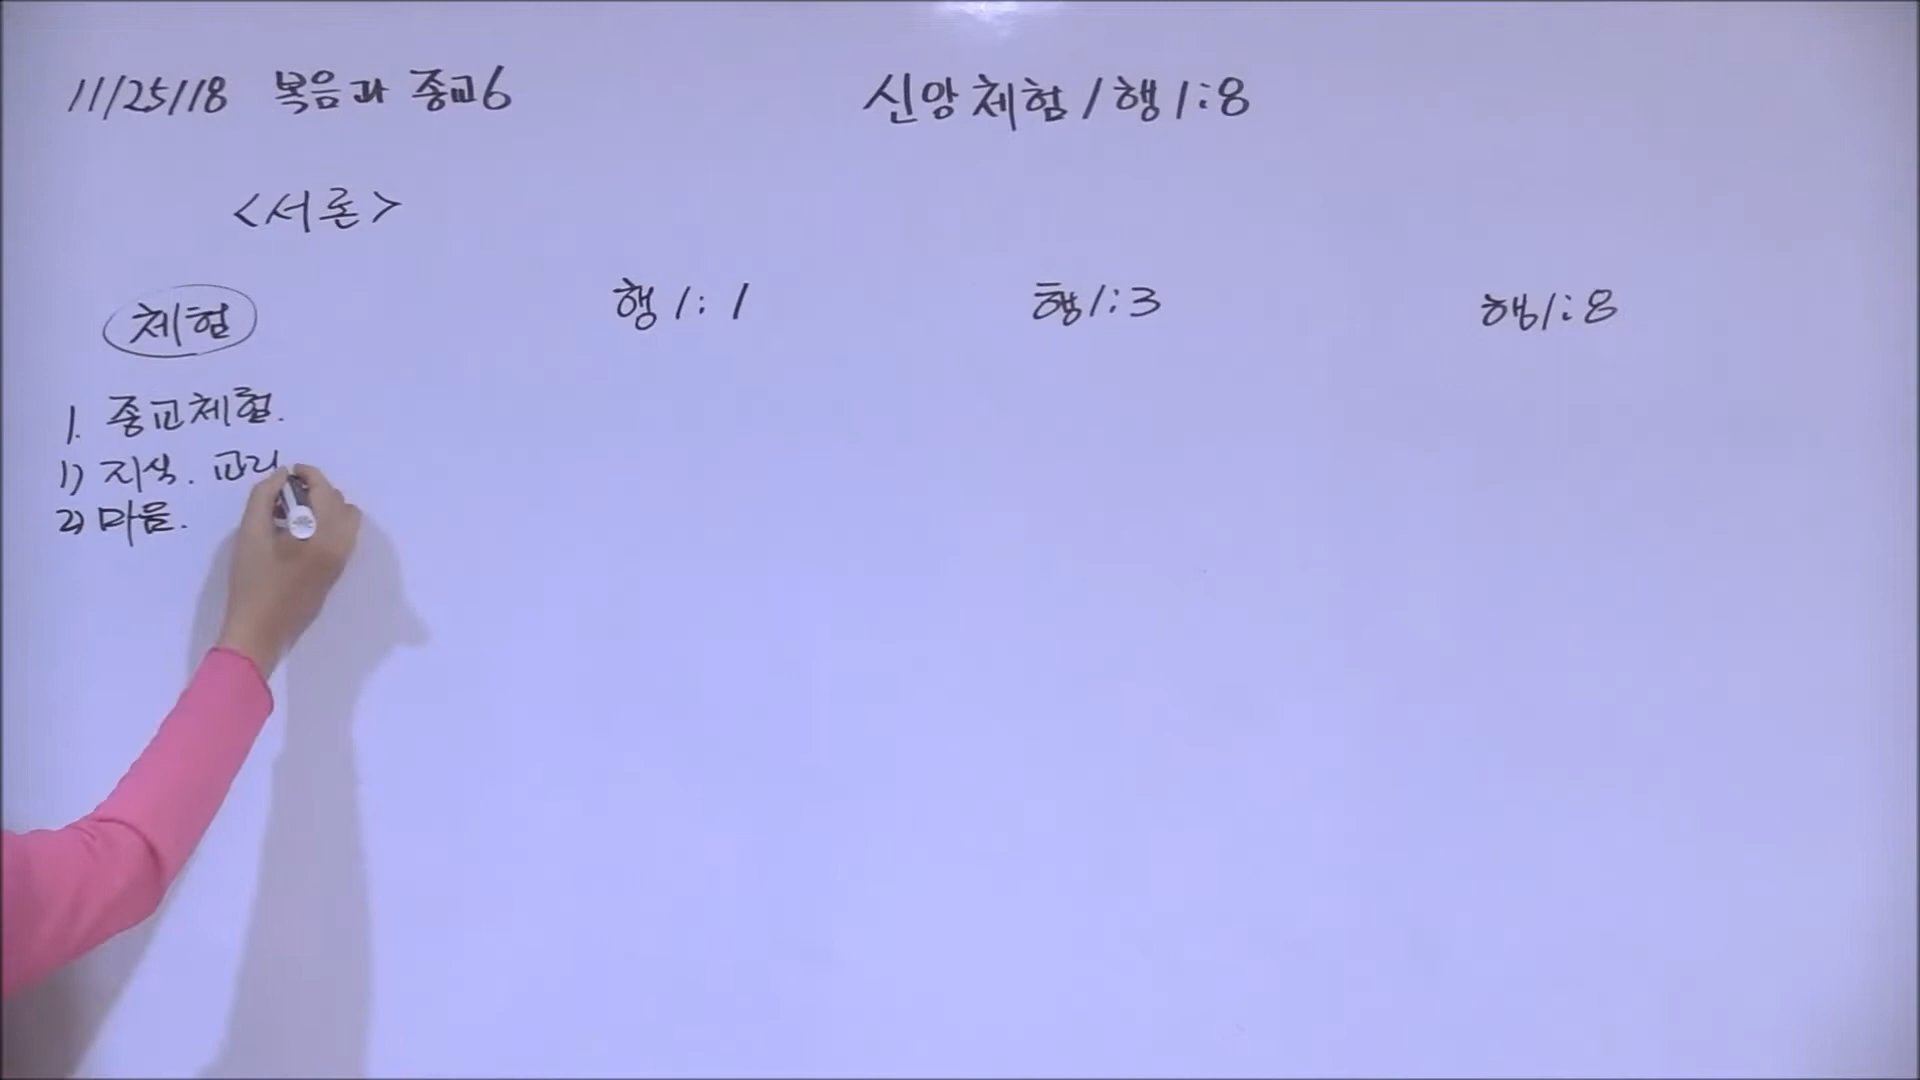 11/25/18 복음과 종교6
신앙체험/행1:8
<서론>
체험
행1:1
행1:3
행1:8
1. 종교체험.
1) 지식. 교리
2) 마음.